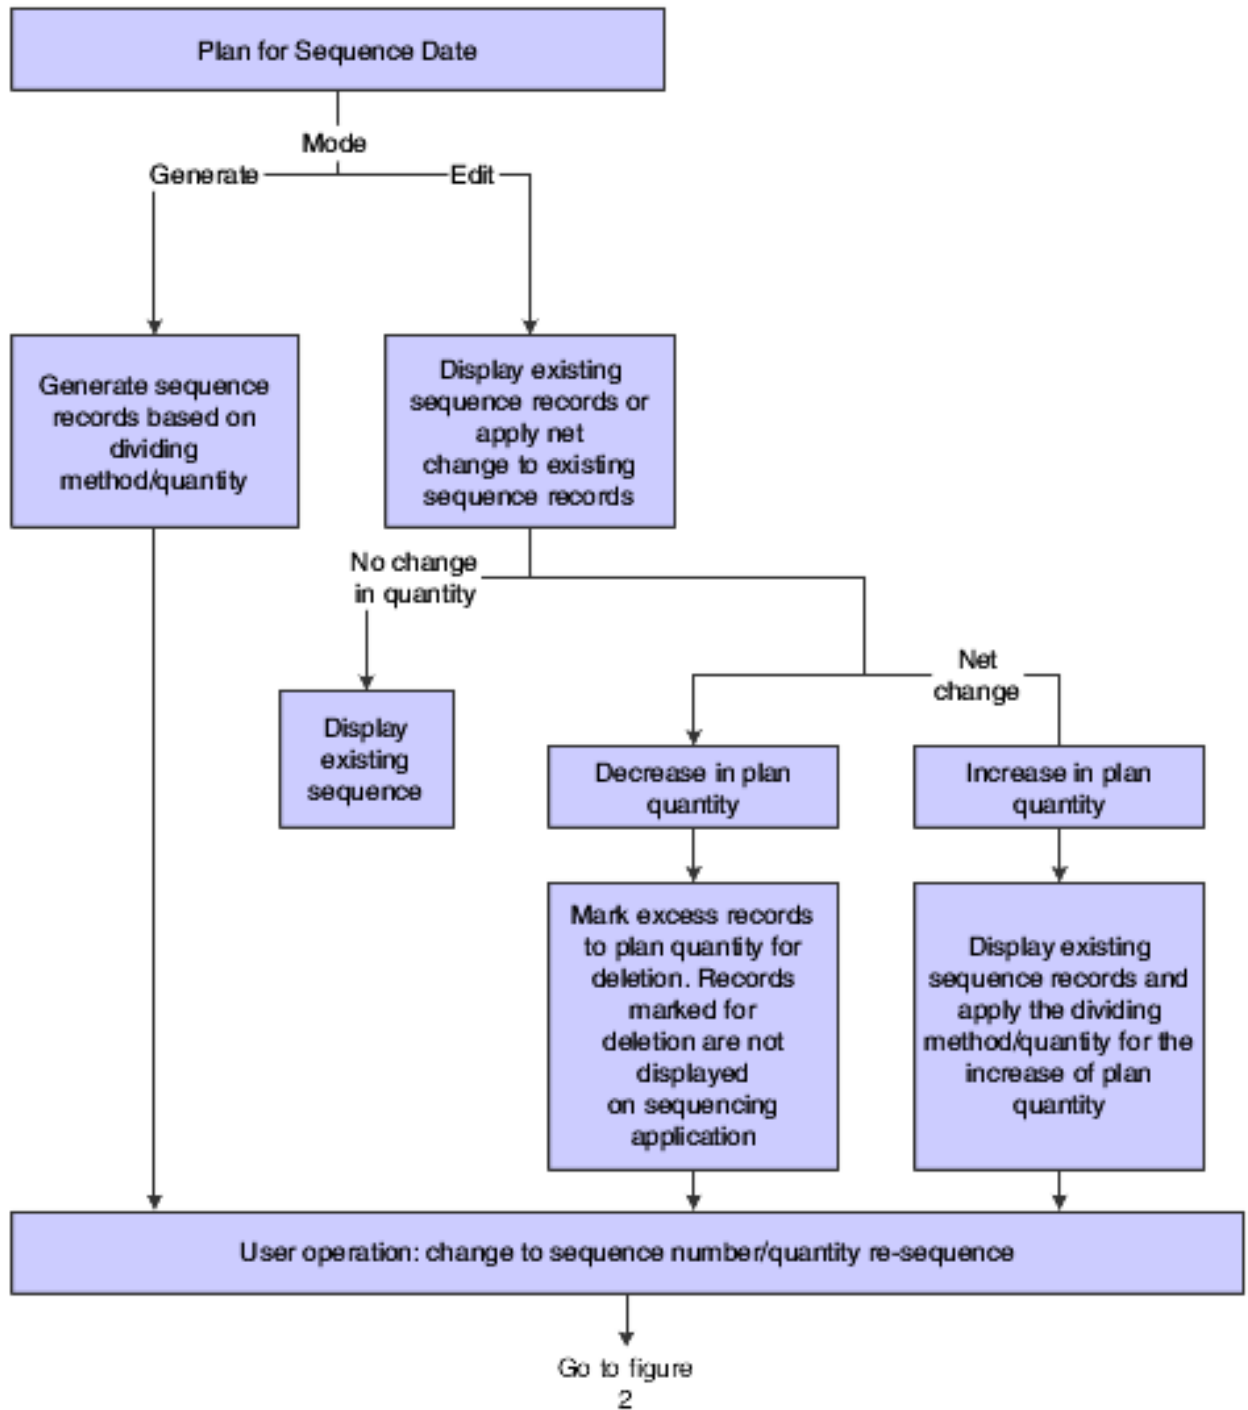 Plan for Sequence Date
Mode
Generate
Edit
Generate sequence
records based on
dividing
method/quantity
Display existing
sequence records or
apply net
change to existing
sequence records
No change
in quantity
Net
change
Display
existing
sequence
Decrease in plan
quantity
Increase in plan
quantity
Mark excess records
to plan quantity for
deletion. Records
marked for
deletion are not
displayed
on sequencing
application
Display existing
sequence records and
apply the dividing
method/quantity for the
increase of plan
quantity
User operation: change to sequence number/quantity re-sequence
Go to figure
2